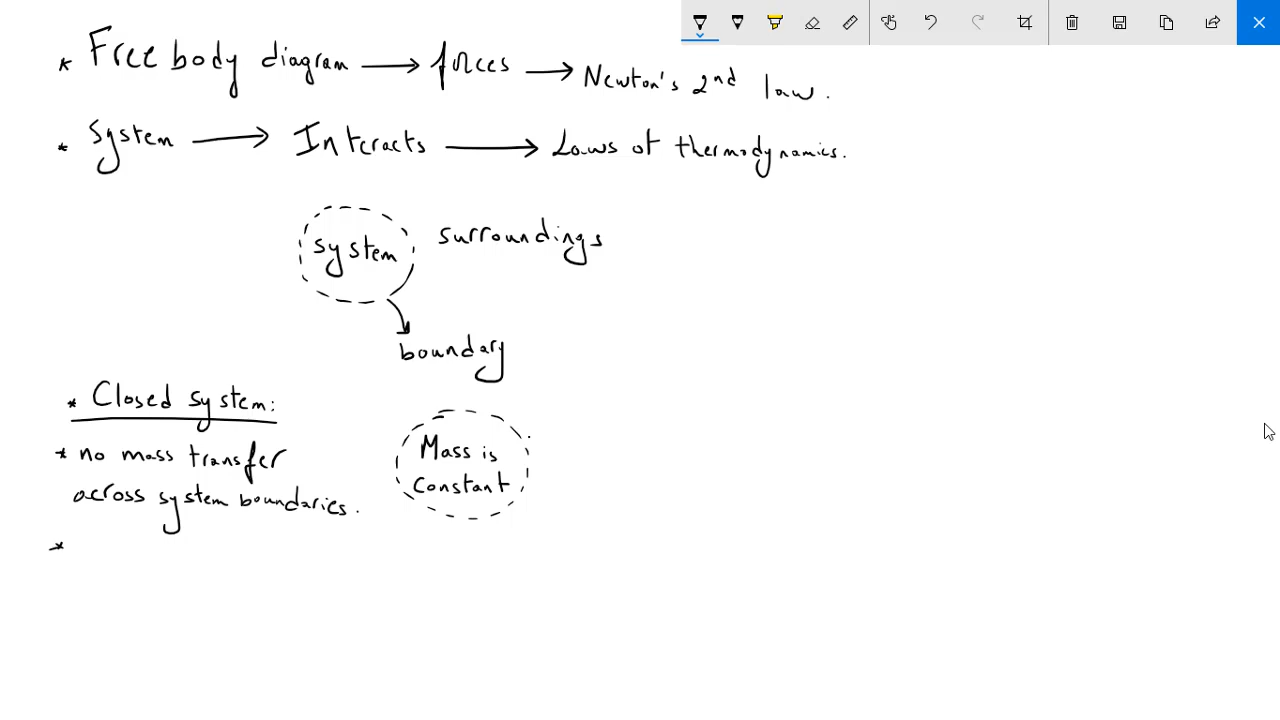 * Free body diagram → forces → Newton's 2nd law.
* System → Interacts → Laws of thermodynamics.
system surroundings
boundary
* Closed system:
* no mass transfer
across system boundaries.
Mass is
constant
*